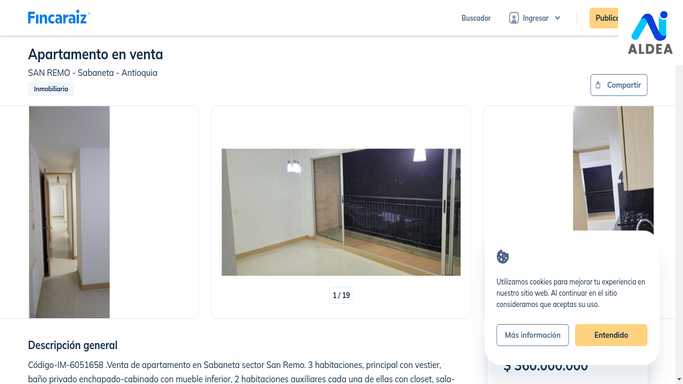 Fincaraiz
Buscador
Ingresar
Public
ALDEA
Apartamento en venta
SAN REMO - Sabaneta - Antioquia
Inmobiliario
Compartir
1 / 19
Utilizamos cookies para mejorar tu experiencia en
nuestro sitio web. Al continuar en el sitio
consideramos que aceptas su uso.
Más información
Entendido
$ 360.000.000
Descripción general
Código-IM-6051658 .Venta de apartamento en Sabaneta sector San Remo. 3 habitaciones, principal con vestier,
baño privado enchapado-cabinado con mueble inferior, 2 habitaciones auxiliares cada una de ellas con closet, sala-